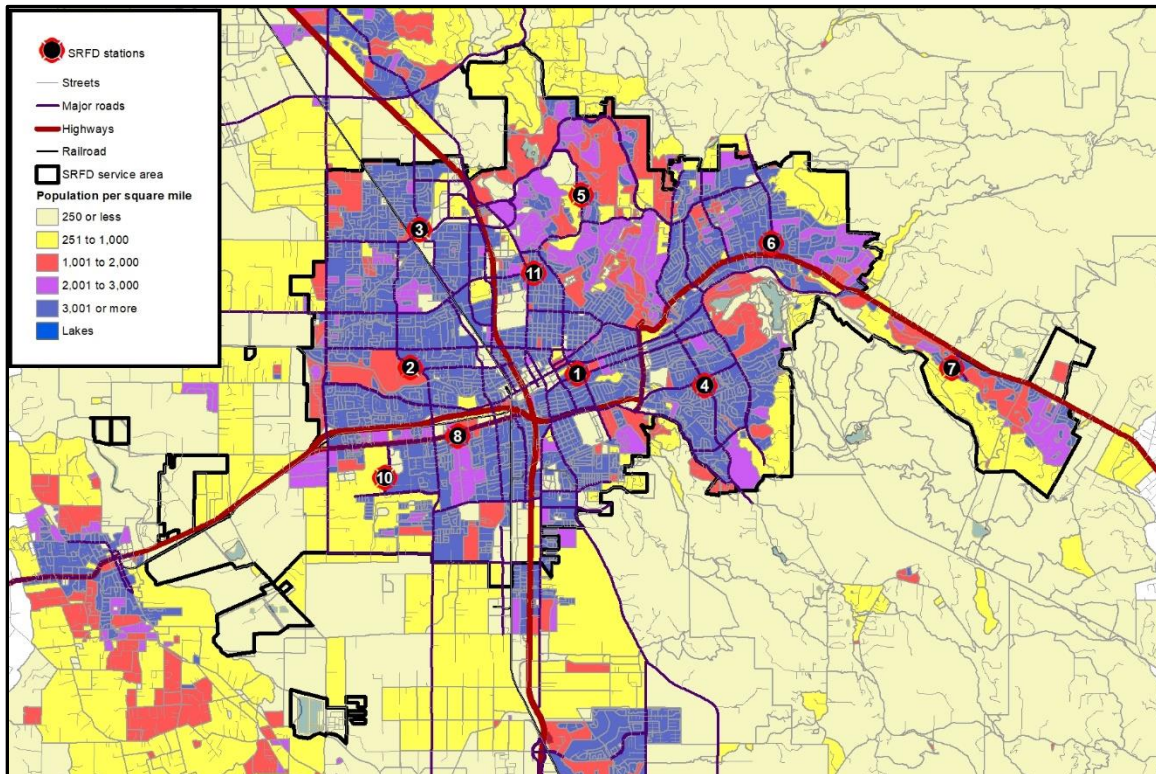 SRFD stations
Streets
Major roads
Highways
Railroad
SRFD service area
Population per square mile
250 or less
251 to 1,000
1,001 to 2,000
2,001 to 3,000
3,001 or more
Lakes
5
3
6
11
2
1
7
4
8
10